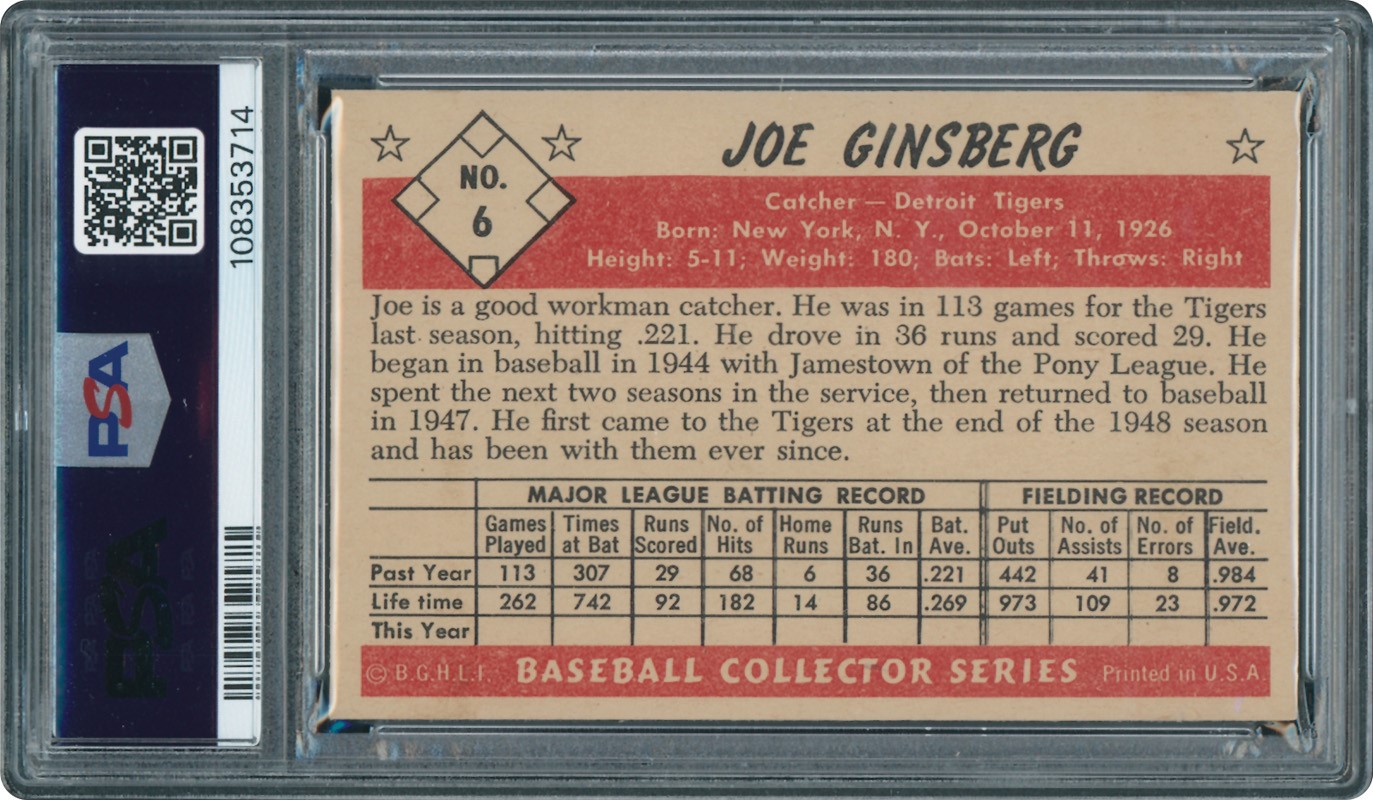 108353714
PSA
PSA
NO.
6
JOE GINSBERG
Catcher — Detroit Tigers
Born: New York, N. Y., October 11, 1926
Height: 5-11; Weight: 180; Bats: Left; Throws: Right
Joe is a good workman catcher. He was in 113 games for the Tigers
last season, hitting .221. He drove in 36 runs and scored 29. He
began in baseball in 1944 with Jamestown of the Pony League. He
spent the next two seasons in the service, then returned to baseball
in 1947. He first came to the Tigers at the end of the 1948 season
and has been with them ever since.
MAJOR LEAGUE BATTING RECORD FIELDING RECORD
Games Times Runs No. of Home Runs Bat. Put No. of No. of Field.
Played at Bat Scored Hits Runs Bat. In Ave. Outs Assists Errors Ave.
Past Year 113 307 29 68 6 36 .221 442 41 8 .984
Life time 262 742 92 182 14 86 .269 973 109 23 .972
This Year
© B.G.H.L.F. BASEBALL COLLECTOR SERIES Printed in U.S.A.